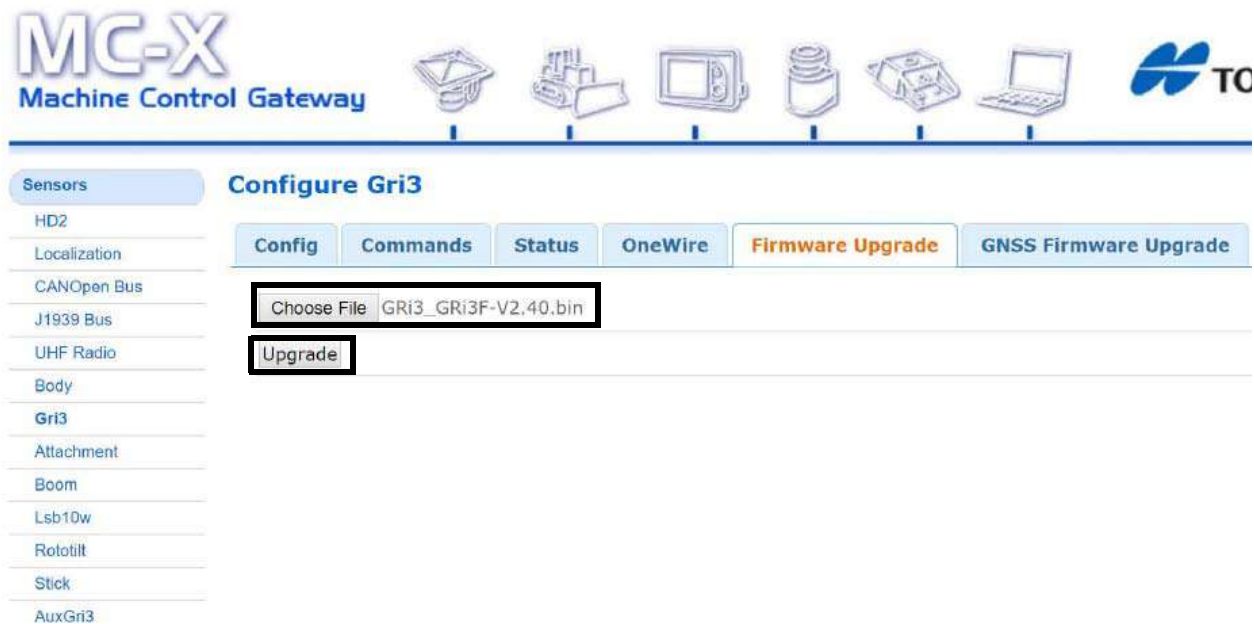 MC-X
Machine Control Gateway
TO
Sensors
HD2
Localization
CANOpen Bus
J1939 Bus
UHF Radio
Body
Gri3
Attachment
Boom
Lsb10w
Rototilt
Stick
AuxGri3
Configure Gri3
Config Commands Status OneWire Firmware Upgrade GNSS Firmware Upgrade
Choose File GRi3_GRi3F-V2.40.bin
Upgrade